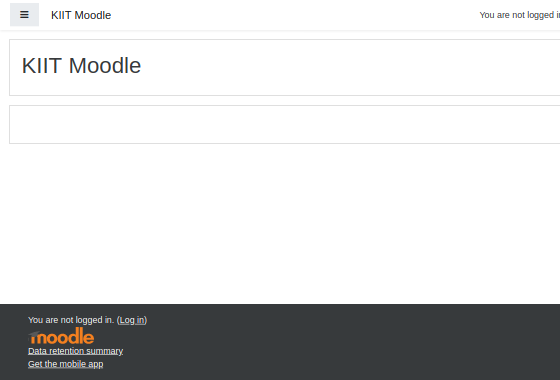 KIIT Moodle
You are not logged in
KIIT Moodle
You are not logged in. (Log in)
moodle
Data retention summary
Get the mobile app